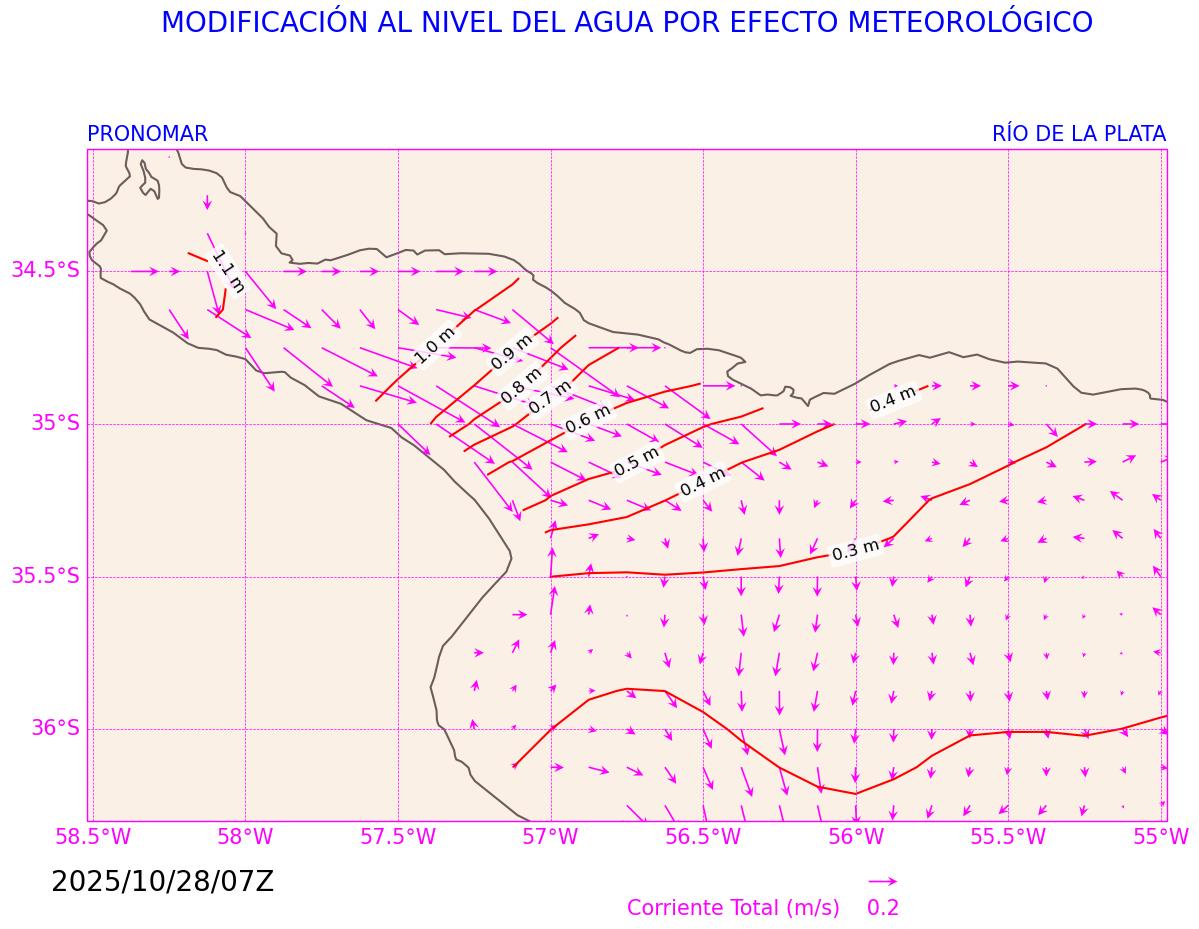 MODIFICACIÓN AL NIVEL DEL AGUA POR EFECTO METEOROLÓGICO
PRONOMAR
RÍO DE LA PLATA
34.5°S
35°S
35.5°S
36°S
1.1 m
1.0 m
0.9 m
0.8 m
0.7 m
0.6 m
0.5 m
0.4 m
0.4 m
0.3 m
58.5°W
58°W
57.5°W
57°W
56.5°W
56°W
55.5°W
55°W
2025/10/28/07Z
Corriente Total (m/s) 0.2